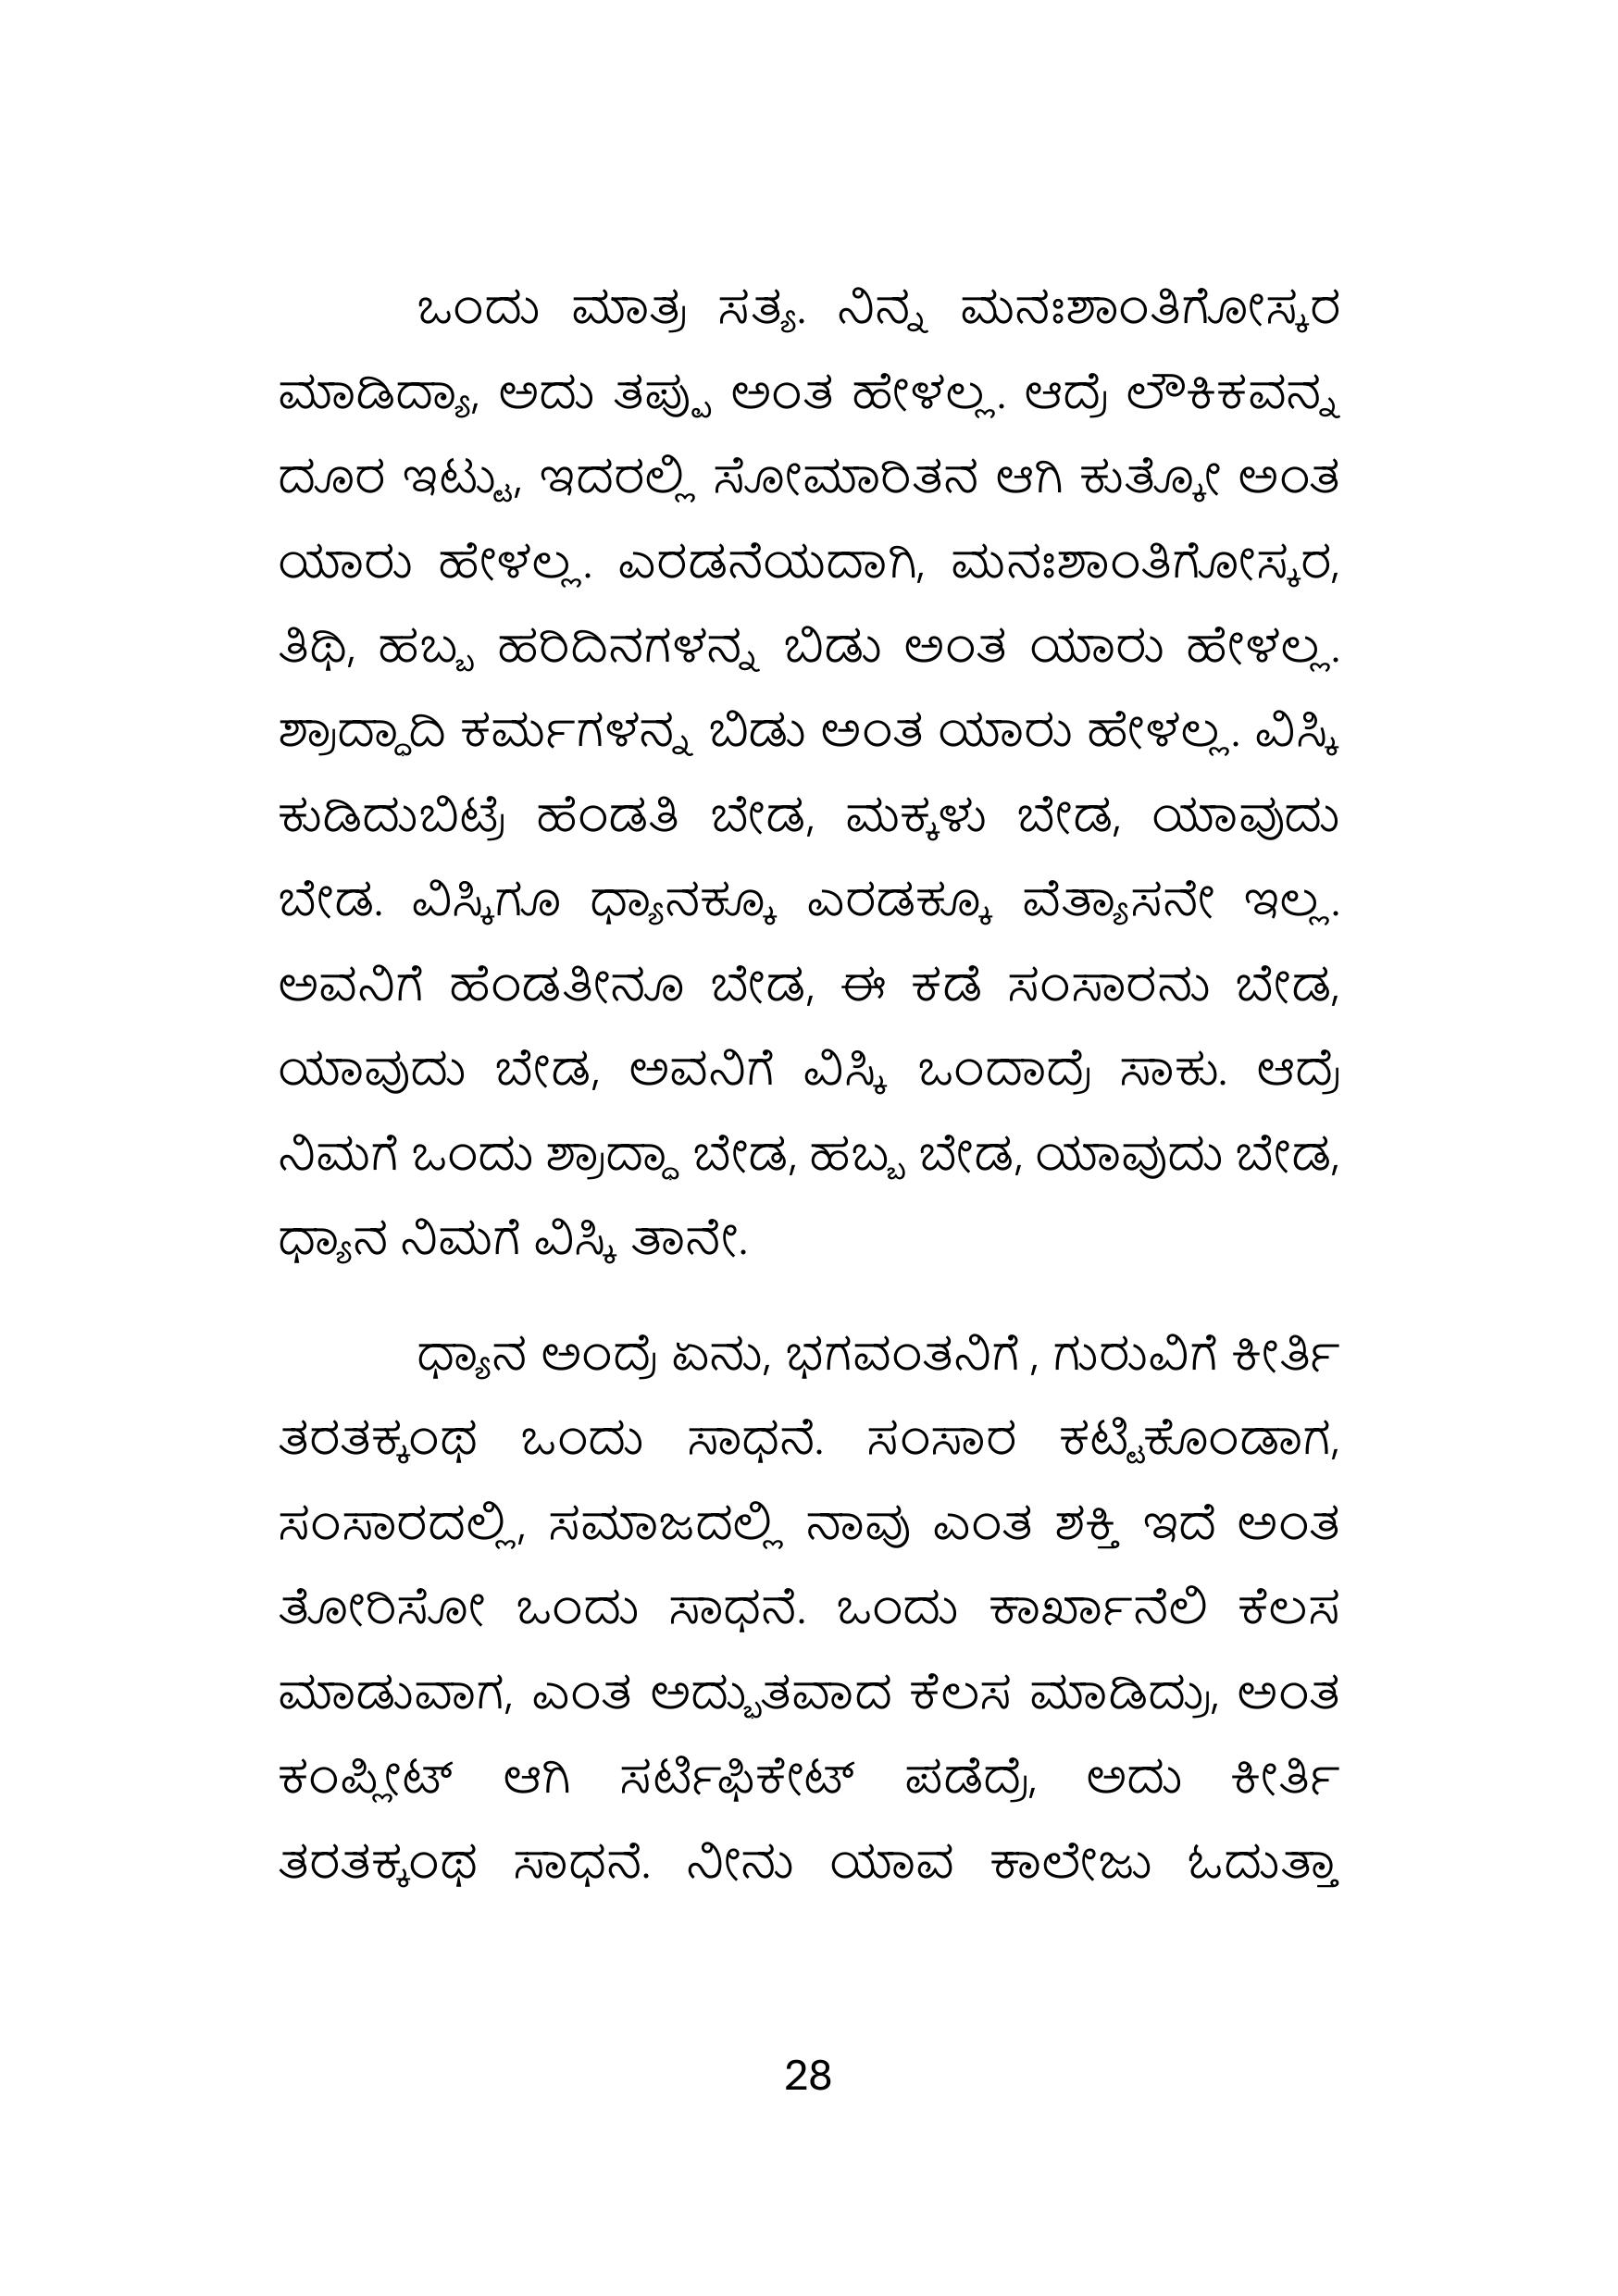 ಒಂದು ಮಾತ್ರ ಸತ್ಯ. ನಿನ್ನ ಮನಃಶಾಂತಿಗೋಸ್ಕರ
ಮಾಡಿದ್ಯಾ, ಅದು ತಪ್ಪು ಅಂತ ಹೇಳಲ್ಲ. ಆದ್ರೆ ಲೌಕಿಕವನ್ನ
ದೂರ ಇಟ್ಟು, ಇದರಲ್ಲಿ ಸೋಮಾರಿತನ ಆಗಿ ಕುತ್ಕೋ ಅಂತ
ಯಾರು ಹೇಳಲ್ಲ. ಎರಡನೆಯದಾಗಿ, ಮನಃಶಾಂತಿಗೋಸ್ಕರ,
ತಿಥಿ, ಹಬ್ಬ ಹರಿದಿನಗಳನ್ನ ಬಿಡು ಅಂತ ಯಾರು ಹೇಳಲ್ಲ.
ಶ್ರಾದ್ಧಾದಿ ಕರ್ಮಗಳನ್ನ ಬಿಡು ಅಂತ ಯಾರು ಹೇಳಲ್ಲ. ವಿಸ್ಕಿ
ಕುಡಿದುಬಿಟ್ರೆ ಹೆಂಡತಿ ಬೇಡ, ಮಕ್ಕಳು ಬೇಡ, ಯಾವುದು
ಬೇಡ. ವಿಸ್ಕಿಗೂ ಧ್ಯಾನಕ್ಕೂ ಎರಡಕ್ಕೂ ವೆತ್ಯಾಸನೇ ಇಲ್ಲ.
ಅವನಿಗೆ ಹೆಂಡತೀನೂ ಬೇಡ, ಈ ಕಡೆ ಸಂಸಾರನು ಬೇಡ,
ಯಾವುದು ಬೇಡ, ಅವನಿಗೆ ವಿಸ್ಕಿ ಒಂದಾದ್ರೆ ಸಾಕು. ಆದ್ರೆ
ನಿಮಗೆ ಒಂದು ಶ್ರಾದ್ಧಾ ಬೇಡ, ಹಬ್ಬ ಬೇಡ, ಯಾವುದು ಬೇಡ,
ಧ್ಯಾನ ನಿಮಗೆ ವಿಸ್ಕಿ ತಾನೇ.
ಧ್ಯಾನ ಅಂದ್ರೆ ಏನು, ಭಗವಂತನಿಗೆ , ಗುರುವಿಗೆ ಕೀರ್ತಿ
ತರತಕ್ಕಂಥ ಒಂದು ಸಾಧನೆ. ಸಂಸಾರ ಕಟ್ಟಿಕೊಂಡಾಗ,
ಸಂಸಾರದಲ್ಲಿ, ಸಮಾಜದಲ್ಲಿ ನಾವು ಎಂತ ಶಕ್ತಿ ಇದೆ ಅಂತ
ತೋರಿಸೋ ಒಂದು ಸಾಧನೆ. ಒಂದು ಕಾರ್ಖಾನೆಲಿ ಕೆಲಸ
ಮಾಡುವಾಗ, ಎಂತ ಅದ್ಭುತವಾದ ಕೆಲಸ ಮಾಡಿದ್ರು, ಅಂತ
ಕಂಪ್ಲೀಟ್ ಆಗಿ ಸರ್ಟಿಫಿಕೇಟ್ ಪಡೆದ್ರೆ, ಅದು ಕೀರ್ತಿ
ತರತಕ್ಕಂಥ ಸಾಧನೆ. ನೀನು ಯಾವ ಕಾಲೇಜು ಓದುತ್ತಾ
28